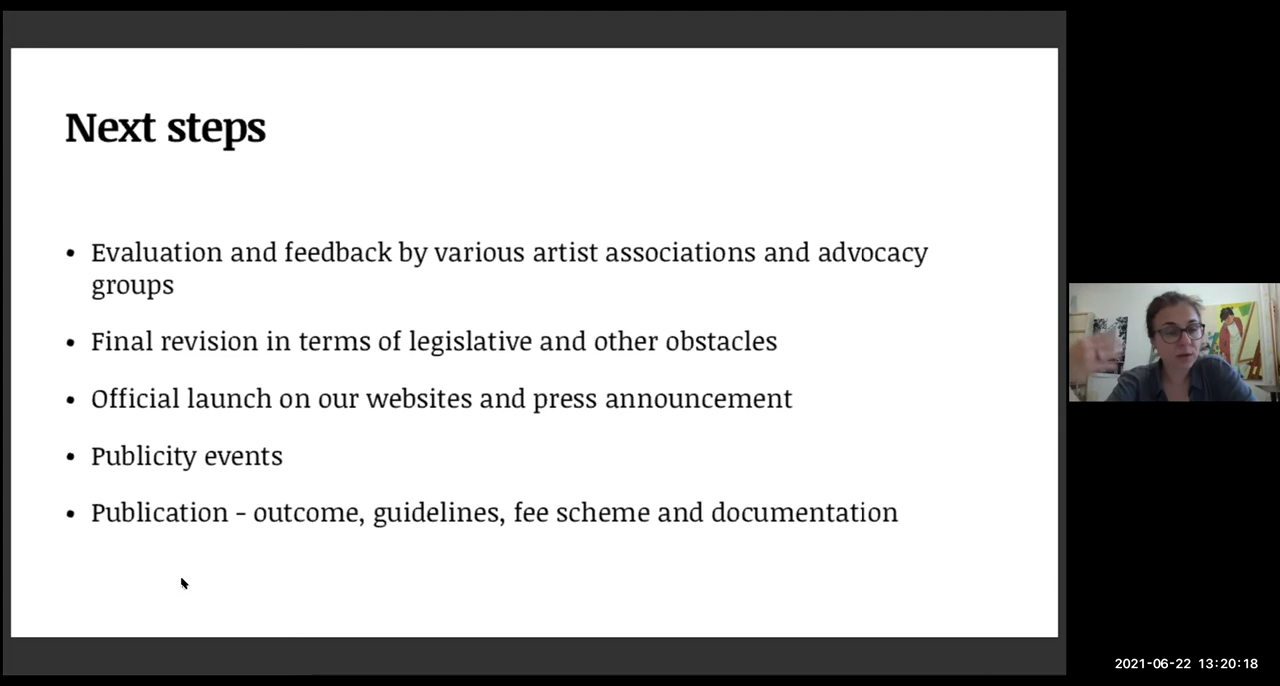 Next steps
• Evaluation and feedback by various artist associations and advocacy
groups
• Final revision in terms of legislative and other obstacles
• Official launch on our websites and press announcement
• Publicity events
• Publication - outcome, guidelines, fee scheme and documentation
2021-06-22 13:20:18